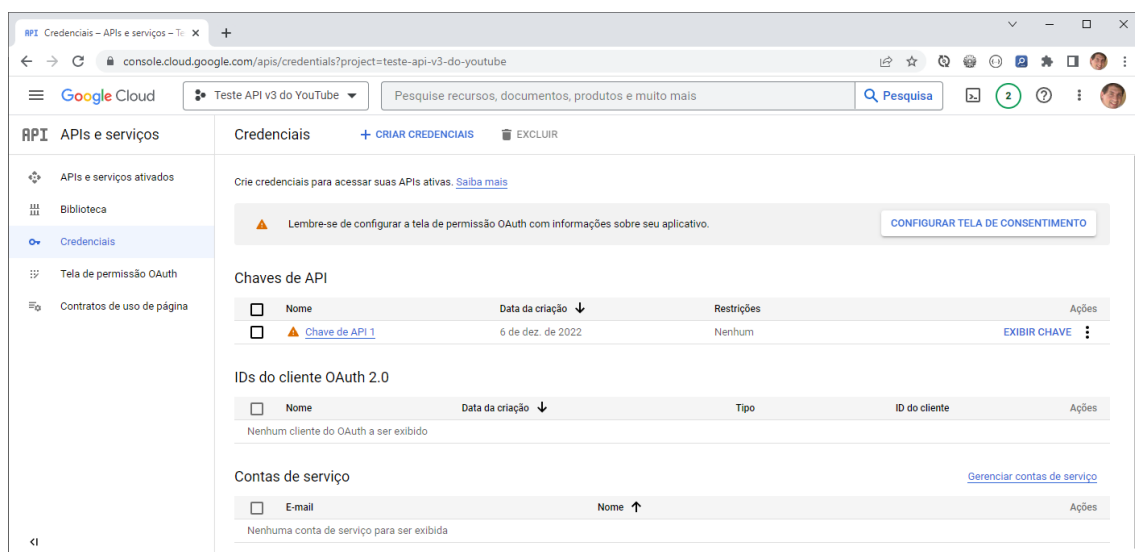 API Credenciais – APIs e serviços – Te
console.cloud.google.com/apis/credentials?project=teste-api-v3-do-youtube
Google Cloud Teste API v3 do YouTube Pesquise recursos, documentos, produtos e muito mais Pesquisa 2
API APIs e serviços Credenciais + CRIAR CREDENCIAIS EXCLUIR
APIs e serviços ativados
Biblioteca
Credenciais
Tela de permissão OAuth
Contratos de uso de página
Crie credenciais para acessar suas APIs ativas. Saiba mais
Lembre-se de configurar a tela de permissão OAuth com informações sobre seu aplicativo. CONFIGURAR TELA DE CONSENTIMENTO
Chaves de API
Nome Data da criação Restrições Ações
Chave de API 1 6 de dez. de 2022 Nenhum EXIBIR CHAVE
IDs do cliente OAuth 2.0
Nome Data da criação Tipo ID do cliente Ações
Nenhum cliente do OAuth a ser exibido
Contas de serviço Gerenciar contas de serviço
E-mail Nome Ações
Nenhuma conta de serviço para ser exibida